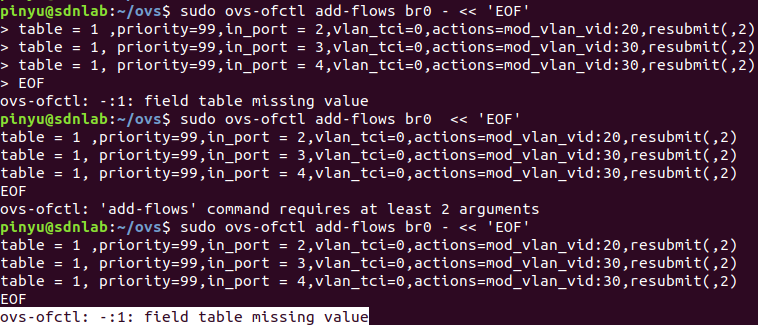 pinyu@sdnlab:~/ovs$ sudo ovs-ofctl add-flows br0 - << 'EOF'
> table = 1 ,priority=99,in_port = 2,vlan_tci=0,actions=mod_vlan_vid:20,resubmit(,2)
> table = 1, priority=99,in_port = 3,vlan_tci=0,actions=mod_vlan_vid:30,resubmit(,2)
> table = 1, priority=99,in_port = 4,vlan_tci=0,actions=mod_vlan_vid:30,resubmit(,2)
> EOF
ovs-ofctl: -:1: field table missing value
pinyu@sdnlab:~/ovs$ sudo ovs-ofctl add-flows br0  << 'EOF'
table = 1 ,priority=99,in_port = 2,vlan_tci=0,actions=mod_vlan_vid:20,resubmit(,2)
table = 1, priority=99,in_port = 3,vlan_tci=0,actions=mod_vlan_vid:30,resubmit(,2)
table = 1, priority=99,in_port = 4,vlan_tci=0,actions=mod_vlan_vid:30,resubmit(,2)
EOF
ovs-ofctl: 'add-flows' command requires at least 2 arguments
pinyu@sdnlab:~/ovs$ sudo ovs-ofctl add-flows br0 - << 'EOF'
table = 1 ,priority=99,in_port = 2,vlan_tci=0,actions=mod_vlan_vid:20,resubmit(,2)
table = 1, priority=99,in_port = 3,vlan_tci=0,actions=mod_vlan_vid:30,resubmit(,2)
table = 1, priority=99,in_port = 4,vlan_tci=0,actions=mod_vlan_vid:30,resubmit(,2)
EOF
ovs-ofctl: -:1: field table missing value